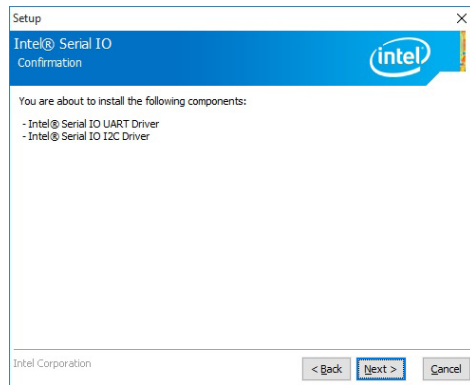 Setup
Intel® Serial IO
Confirmation
intel
You are about to install the following components:
- Intel® Serial IO UART Driver
- Intel® Serial IO I2C Driver
Intel Corporation
< Back
Next >
Cancel